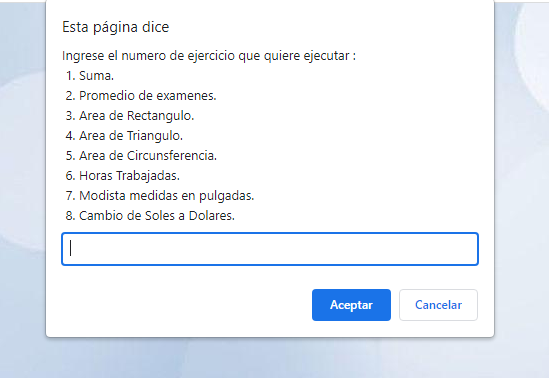 Esta página dice
Ingrese el numero de ejercicio que quiere ejecutar :
1. Suma.
2. Promedio de examenes.
3. Area de Rectangulo.
4. Area de Triangulo.
5. Area de Circunsferencia.
6. Horas Trabajadas.
7. Modista medidas en pulgadas.
8. Cambio de Soles a Dolares.
Aceptar
Cancelar